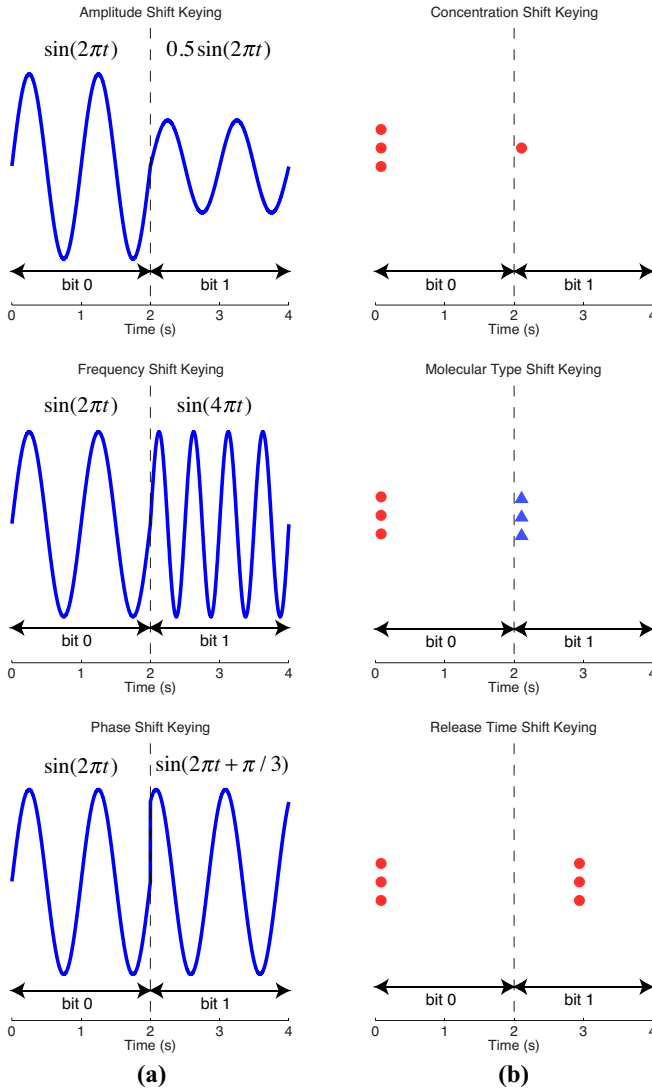 Amplitude Shift Keying
sin(2πt)
0.5sin(2πt)
bit 0
bit 1
0 1 2 3 4
Time (s)
Concentration Shift Keying
bit 0
bit 1
0 1 2 3 4
Time (s)
Frequency Shift Keying
sin(2πt)
sin(4πt)
bit 0
bit 1
0 1 2 3 4
Time (s)
Molecular Type Shift Keying
bit 0
bit 1
0 1 2 3 4
Time (s)
Phase Shift Keying
sin(2πt)
sin(2πt + π / 3)
bit 0
bit 1
0 1 2 3 4
Time (s)
Release Time Shift Keying
bit 0
bit 1
0 1 2 3 4
Time (s)
(a)
(b)